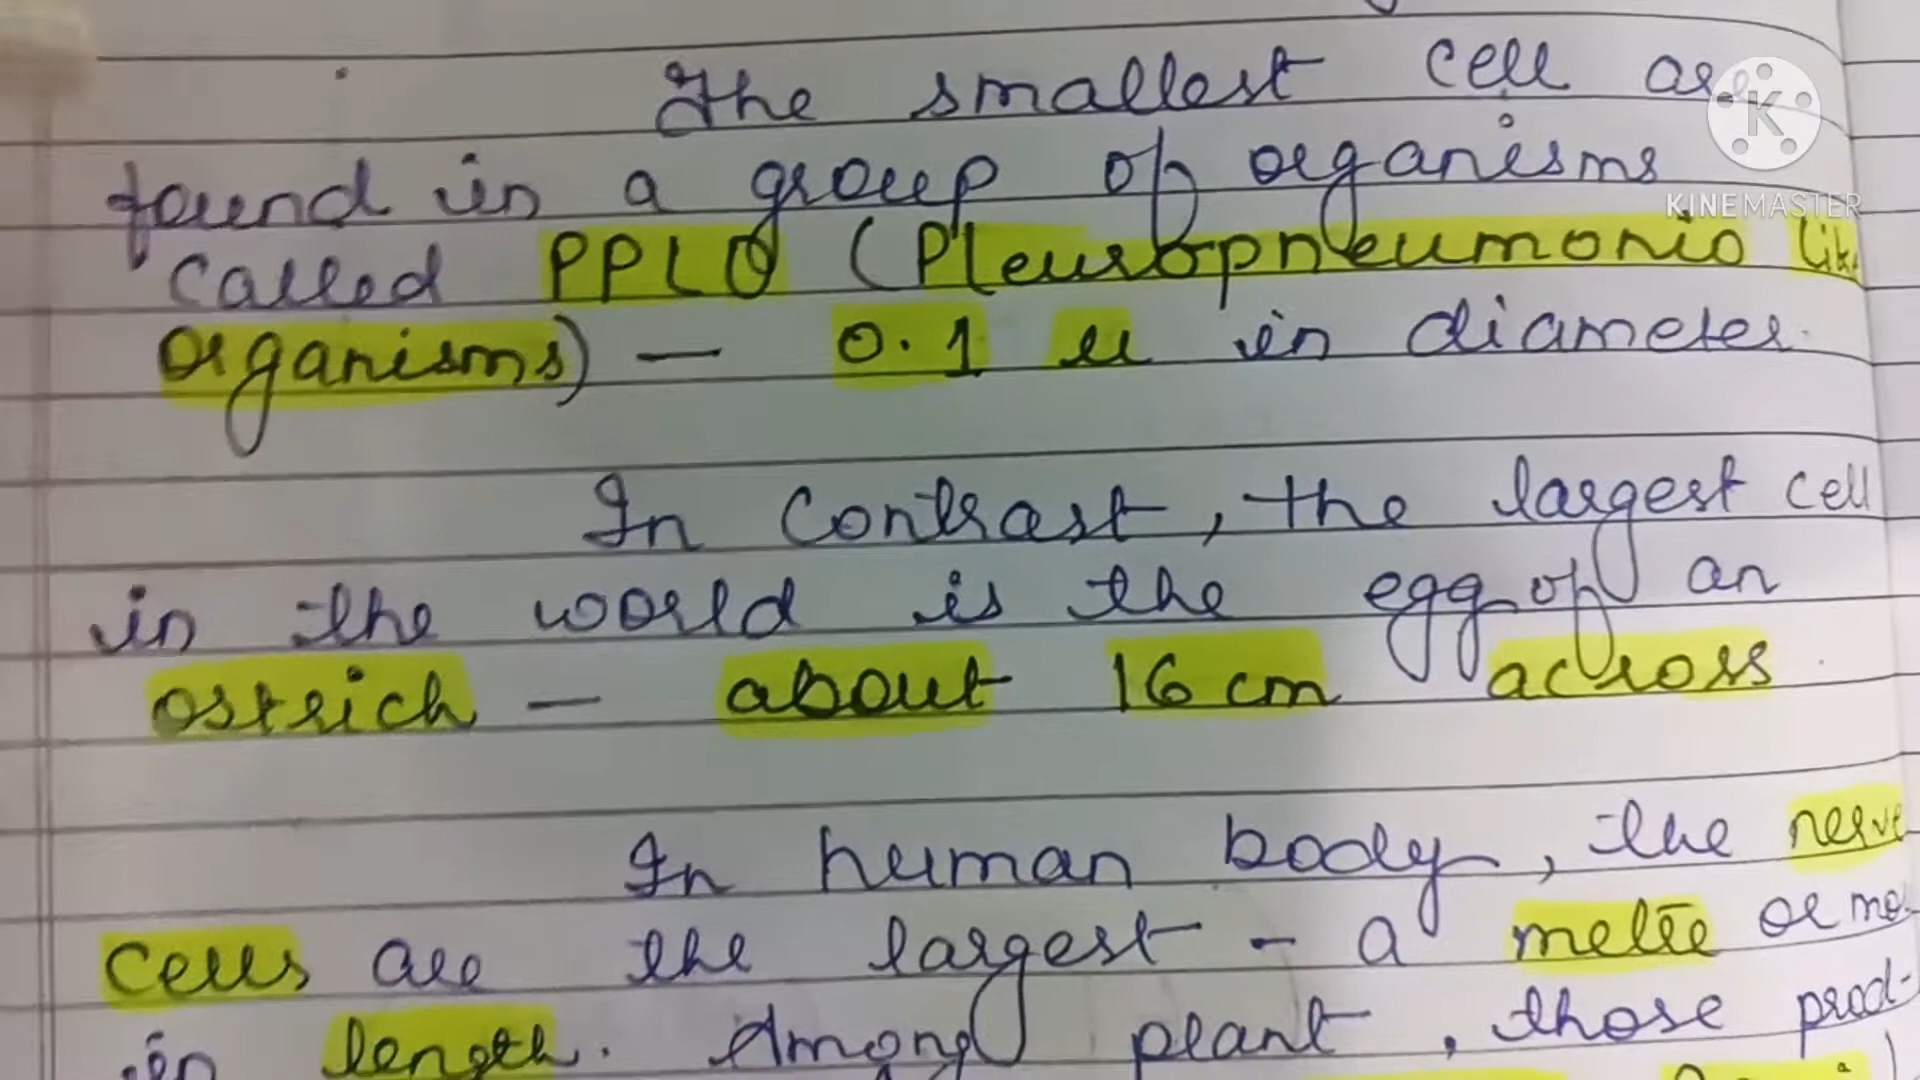 The smallest cell are
found in a group of organisms
called PPLO (Pleuropneumonia like
organisms) - 0.1 u in diameter.
In contrast, the largest cell
in the world is the egg of an
ostrich - about 16 cm across
In human body, the nerve
cells are the largest - a metre or mo
in length. Among plant, those prod-
KINEMASTER